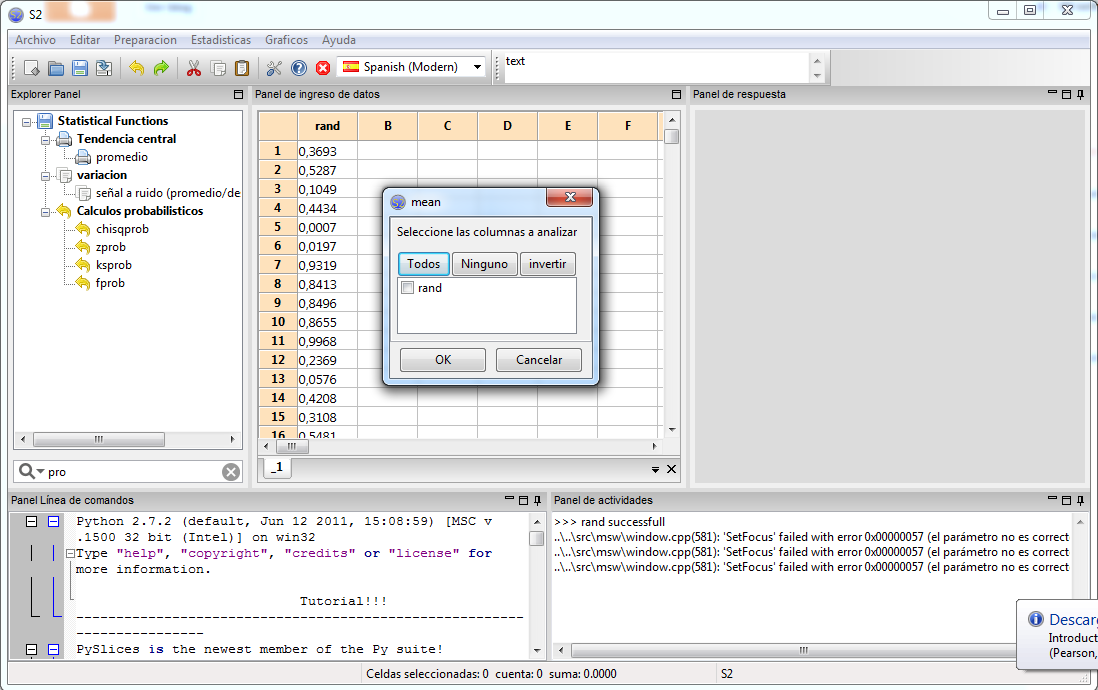 S2
Archivo Editar Preparacion Estadisticas Graficos Ayuda
Spanish (Modern)
text
Explorer Panel
Statistical Functions
Tendencia central
promedio
variacion
señal a ruido (promedio/de
Calculos probabilisticos
chisqprob
zprob
ksprob
fprob
pro
Panel de ingreso de datos
rand B C D E F
1 0,3693
2 0,5287
3 0,1049
4 0,4434
5 0,0007
6 0,0197
7 0,9319
8 0,8413
9 0,8496
10 0,8655
11 0,9968
12 0,2369
13 0,0576
14 0,4208
15 0,3108
16 0,5481
_1
mean
Seleccione las columnas a analizar
Todos Ninguno invertir
rand
OK Cancelar
Panel de respuesta
Panel Línea de comandos
Python 2.7.2 (default, Jun 12 2011, 15:08:59) [MSC v
.1500 32 bit (Intel)] on win32
Type "help", "copyright", "credits" or "license" for
more information.
Tutorial!!!
--------------------------------------------------------
----------------
PySlices is the newest member of the Py suite!
Panel de actividades
>>> rand successfull
..\..\src\msw\window.cpp(581): 'SetFocus' failed with error 0x00000057 (el parámetro no es correct
..\..\src\msw\window.cpp(581): 'SetFocus' failed with error 0x00000057 (el parámetro no es correct
..\..\src\msw\window.cpp(581): 'SetFocus' failed with error 0x00000057 (el parámetro no es correct
Descarg
Introduct
(Pearson,
Celdas seleccionadas: 0 cuenta: 0 suma: 0.0000
S2